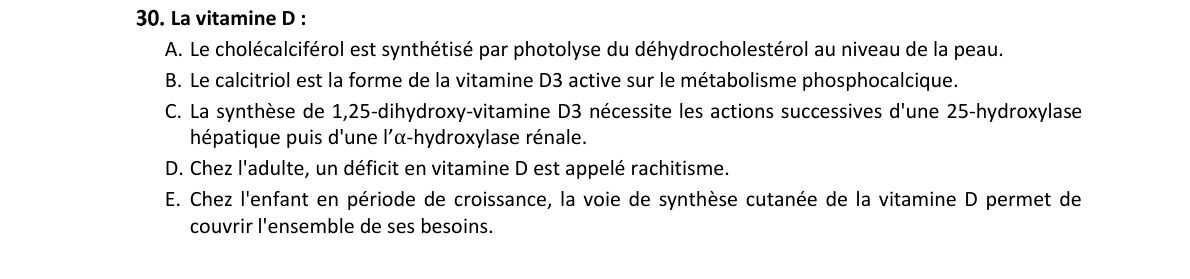 30. La vitamine D :
A. Le cholécalciférol est synthétisé par photolyse du déhydrocholestérol au niveau de la peau.
B. Le calcitriol est la forme de la vitamine D3 active sur le métabolisme phosphocalcique.
C. La synthèse de 1,25-dihydroxy-vitamine D3 nécessite les actions successives d'une 25-hydroxylase
hépatique puis d'une l’α-hydroxylase rénale.
D. Chez l'adulte, un déficit en vitamine D est appelé rachitisme.
E. Chez l'enfant en période de croissance, la voie de synthèse cutanée de la vitamine D permet de
couvrir l'ensemble de ses besoins.